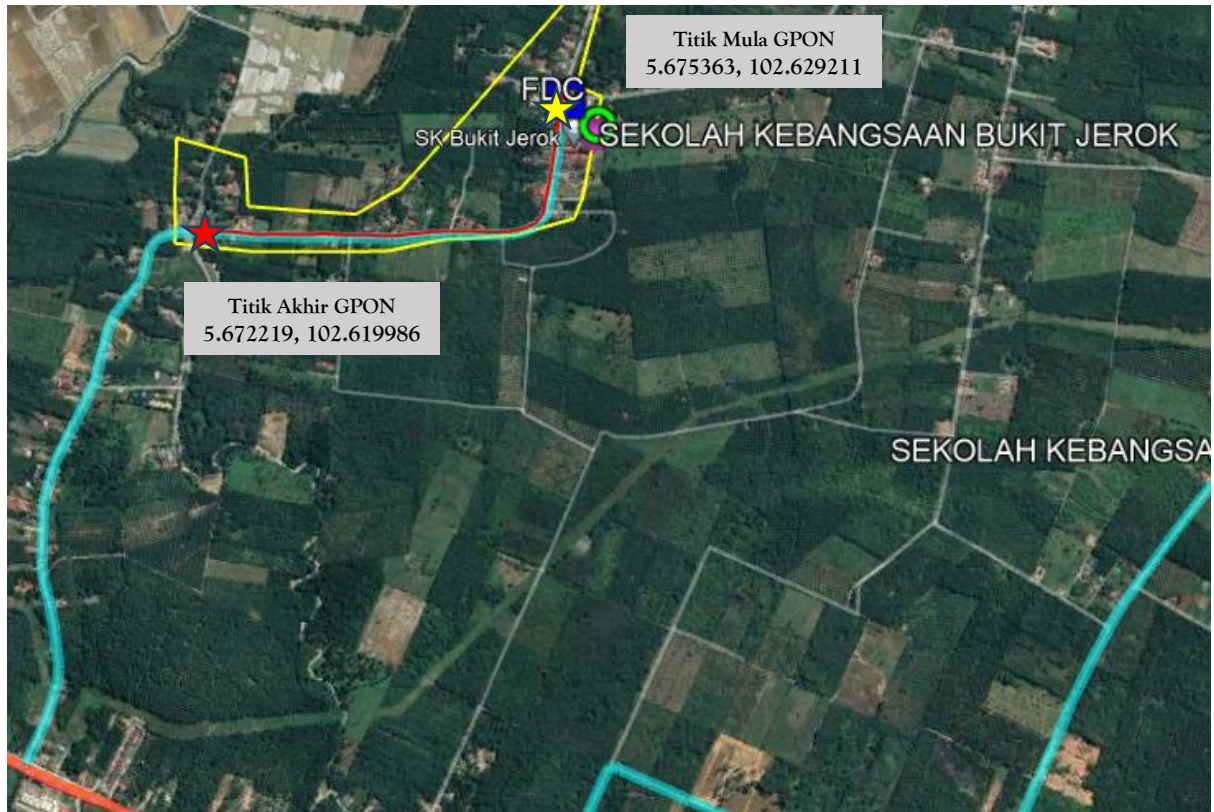 Titik Mula GPON
5.675363, 102.629211
FDC
SK Bukit Jerok
SEKOLAH KEBANGSAAN BUKIT JEROK
Titik Akhir GPON
5.672219, 102.619986
SEKOLAH KEBANGSA